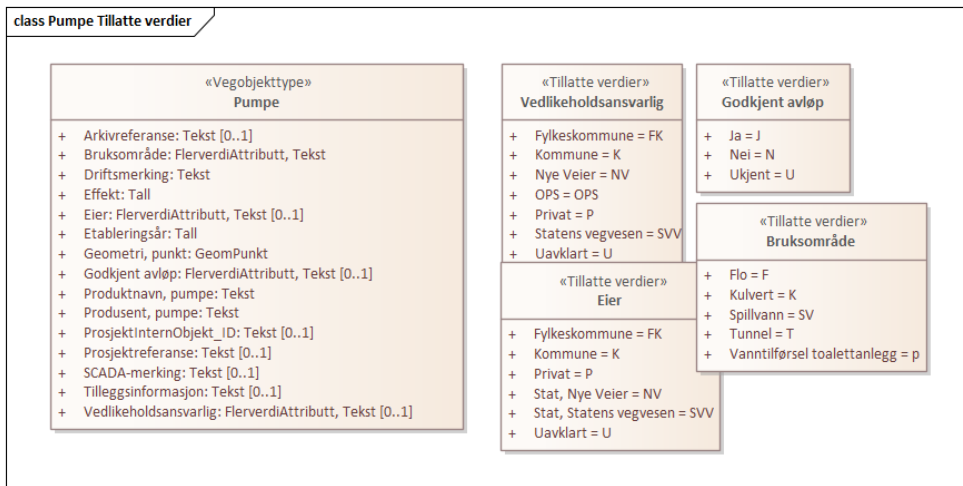 class Pumpe Tillatte verdier
«Vegobjekttype»
Pumpe
+ Arkivreferanse: Tekst [0..1]
+ Bruksområde: FlerverdiAttributt, Tekst
+ Driftsmerking: Tekst
+ Effekt: Tall
+ Eier: FlerverdiAttributt, Tekst [0..1]
+ Etableringsår: Tall
+ Geometri, punkt: GeomPunkt
+ Godkjent avløp: FlerverdiAttributt, Tekst [0..1]
+ Produktnavn, pumpe: Tekst
+ Produsent, pumpe: Tekst
+ ProsjektInternObjekt_ID: Tekst [0..1]
+ Prosjektreferanse: Tekst [0..1]
+ SCADA-merking: Tekst [0..1]
+ Tilleggsinformasjon: Tekst [0..1]
+ Vedlikeholdsansvarlig: FlerverdiAttributt, Tekst [0..1]
«Tillatte verdier»
Vedlikeholdsansvarlig
+ Fylkeskommune = FK
+ Kommune = K
+ Nye Veier = NV
+ OPS = OPS
+ Privat = P
+ Statens vegvesen = SVV
+ Uavklart = U
«Tillatte verdier»
Eier
+ Fylkeskommune = FK
+ Kommune = K
+ Privat = P
+ Stat, Nye Veier = NV
+ Stat, Statens vegvesen = SVV
+ Uavklart = U
«Tillatte verdier»
Godkjent avløp
+ Ja = J
+ Nei = N
+ Ukjent = U
«Tillatte verdier»
Bruksområde
+ Flo = F
+ Kulvert = K
+ Spillvann = SV
+ Tunnel = T
+ Vanntilførsel toalettanlegg = p